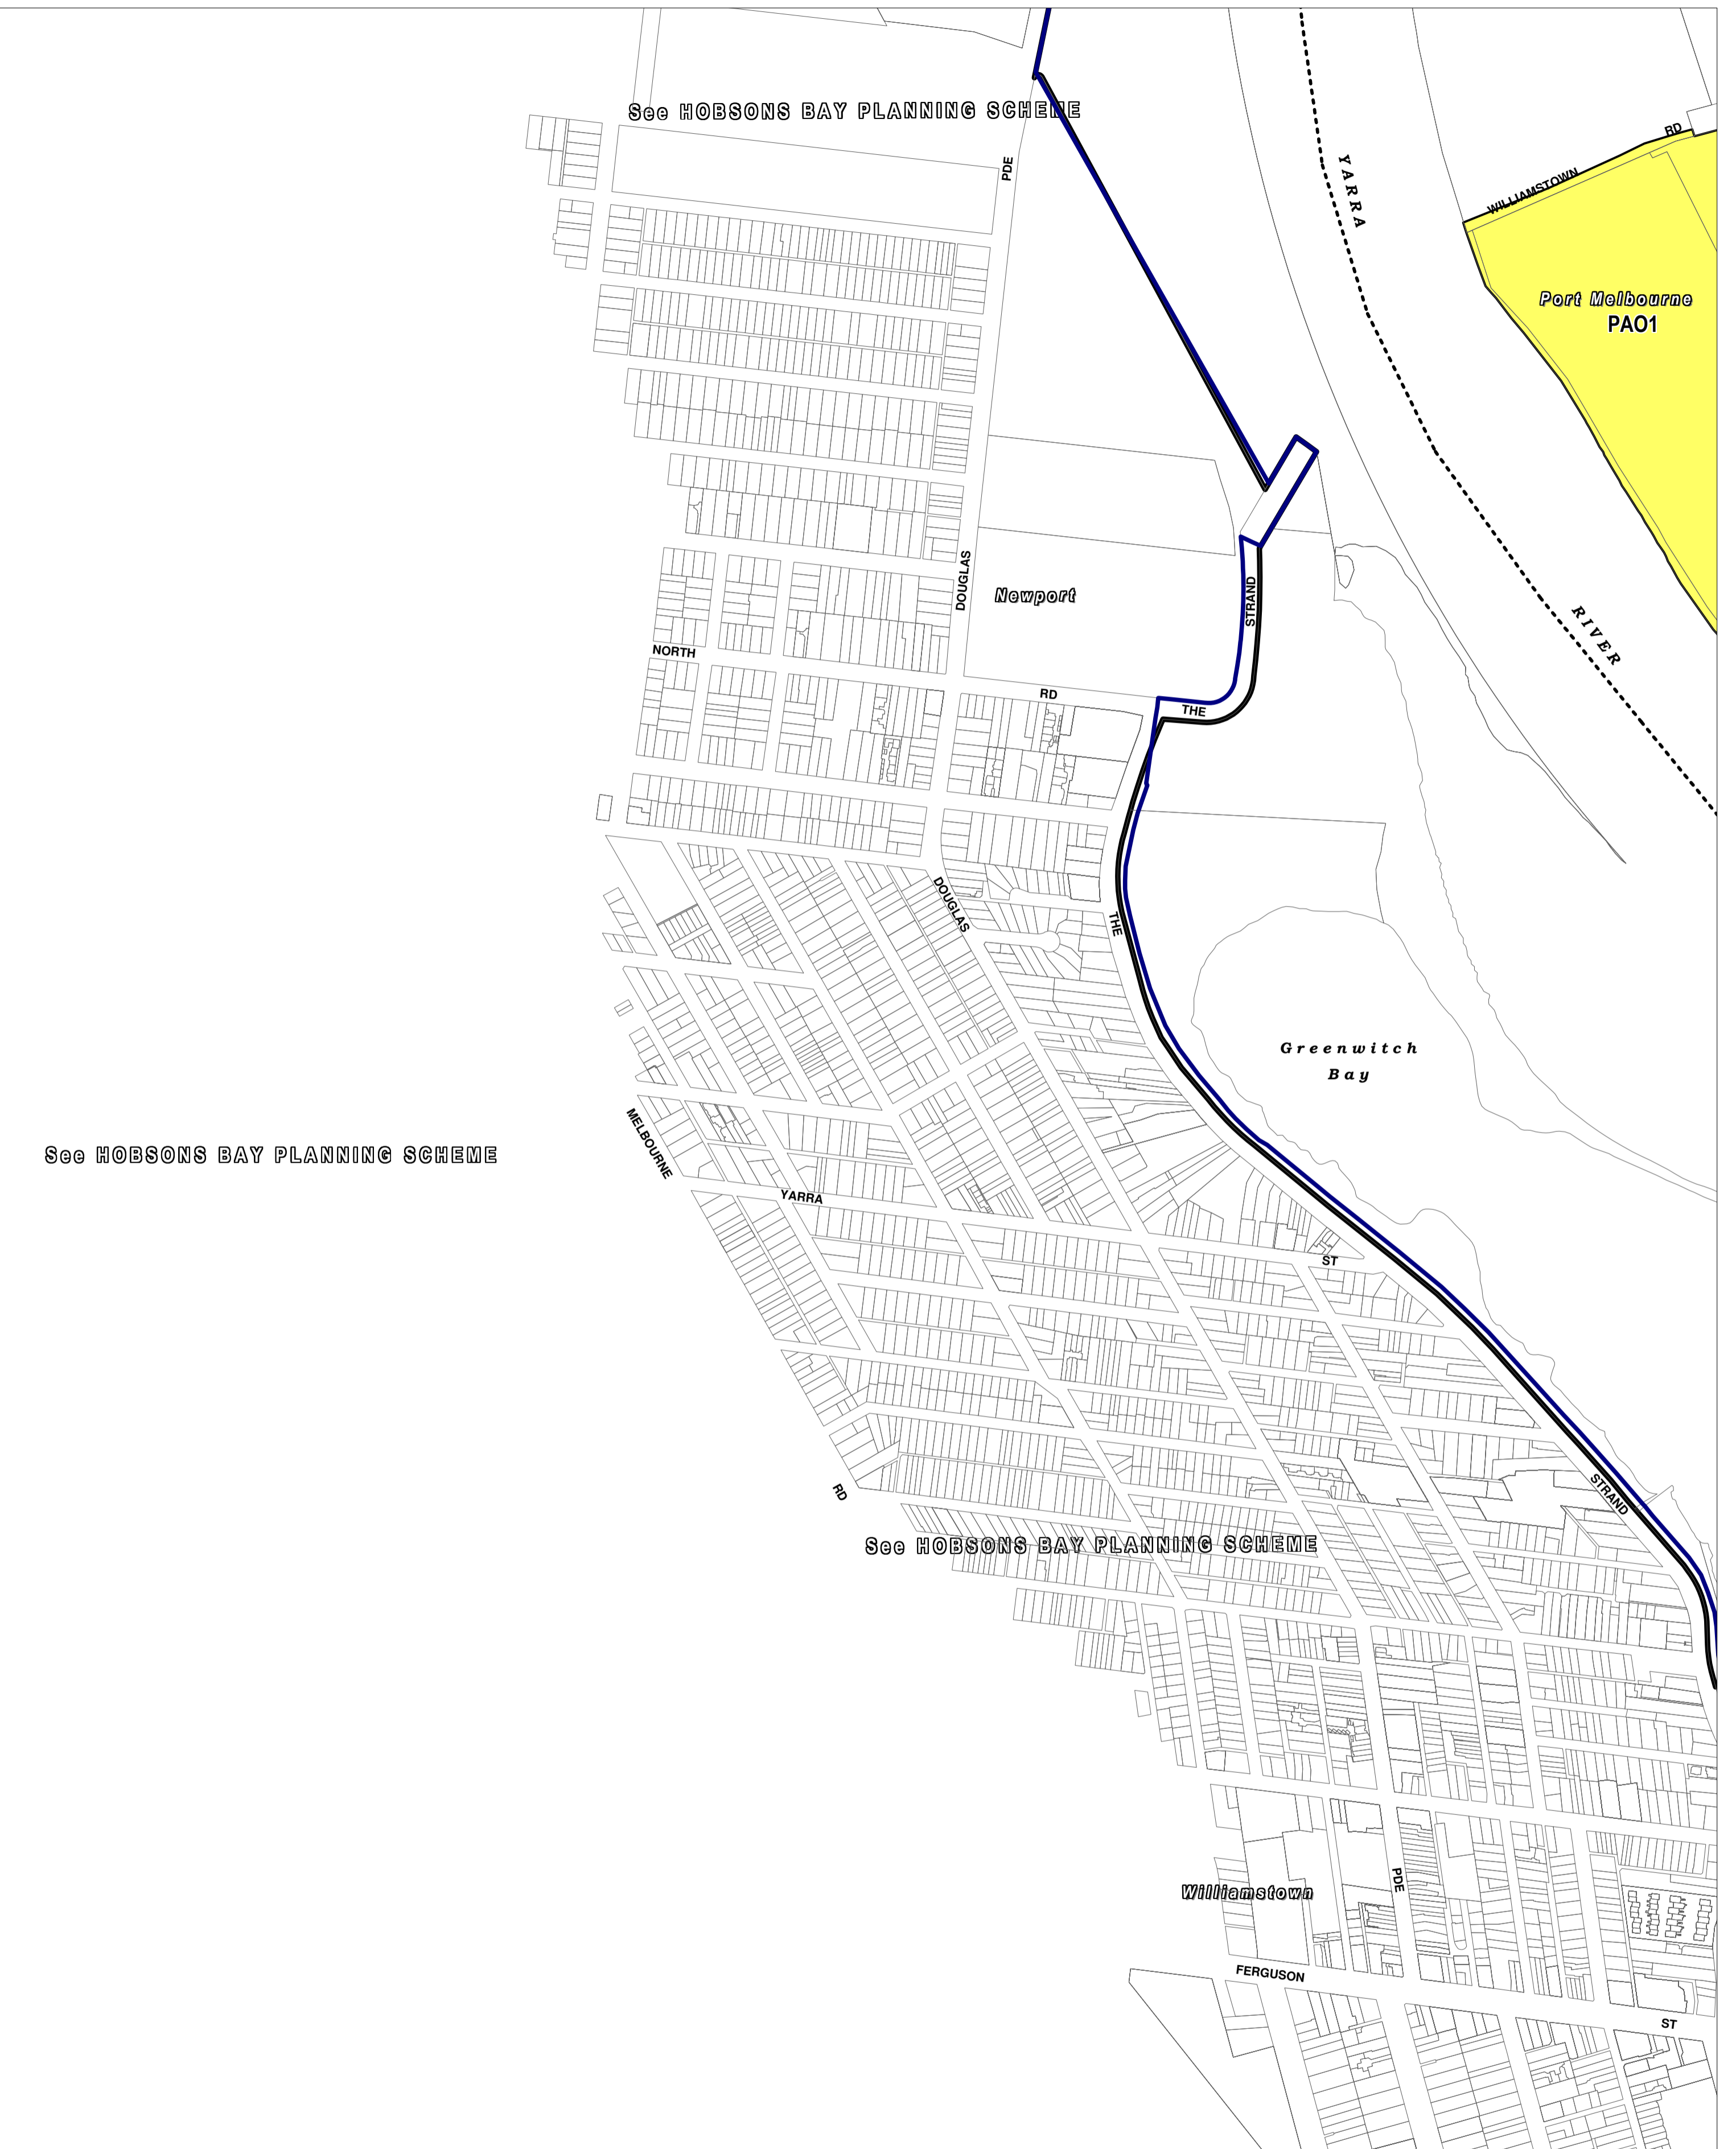 See HOBSONS BAY PLANNING SCHEME
RD
PDE
YARRA
WILLIAMSTOWN
Port Melbourne
PAO1
DOUGLAS
Newport
STRAND
RIVER
NORTH
RD
THE
DOUGLAS
THE
Greenwitch
Bay
MELBOURNE
See HOBSONS BAY PLANNING SCHEME
YARRA
ST
RD
STRAND
See HOBSONS BAY PLANNING SCHEME
PDE
Williamstown
FERGUSON
ST